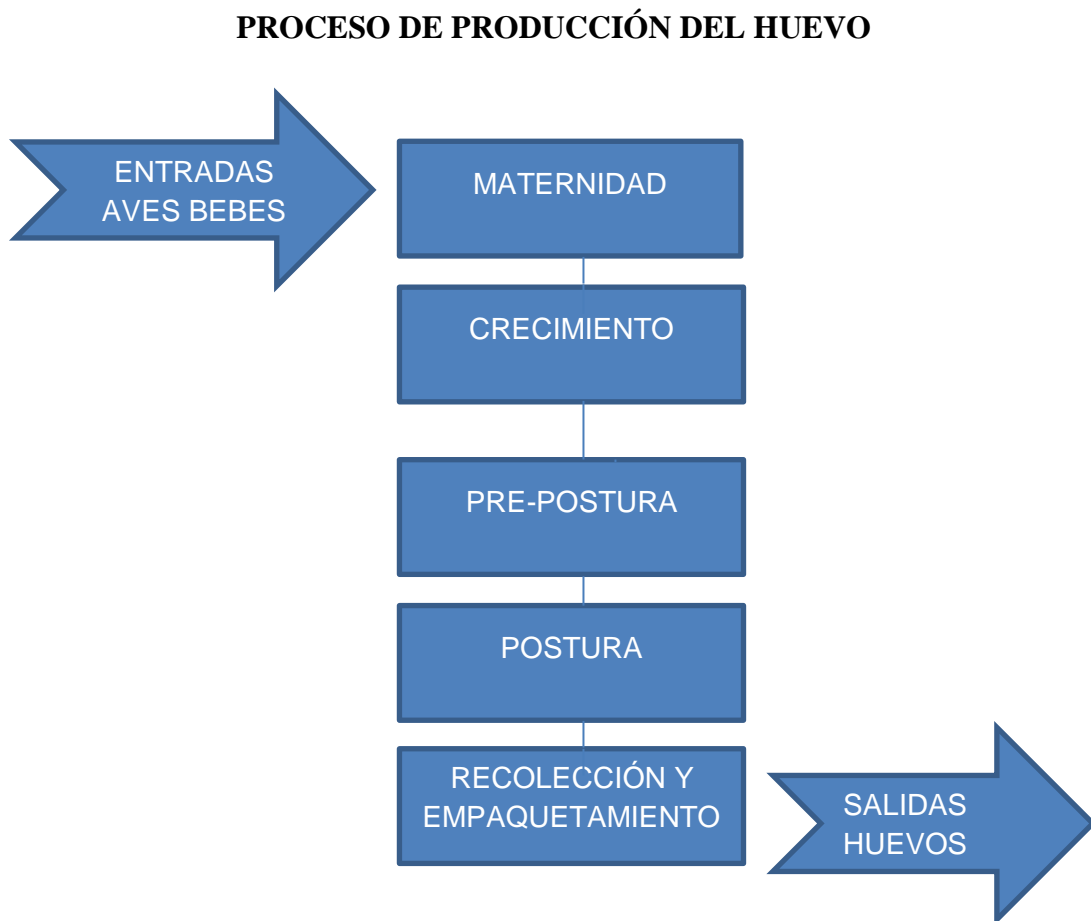 PROCESO DE PRODUCCIÓN DEL HUEVO
ENTRADAS
AVES BEBES
MATERNIDAD
CRECIMIENTO
PRE-POSTURA
POSTURA
RECOLECCIÓN Y
EMPAQUETAMIENTO
SALIDAS
HUEVOS